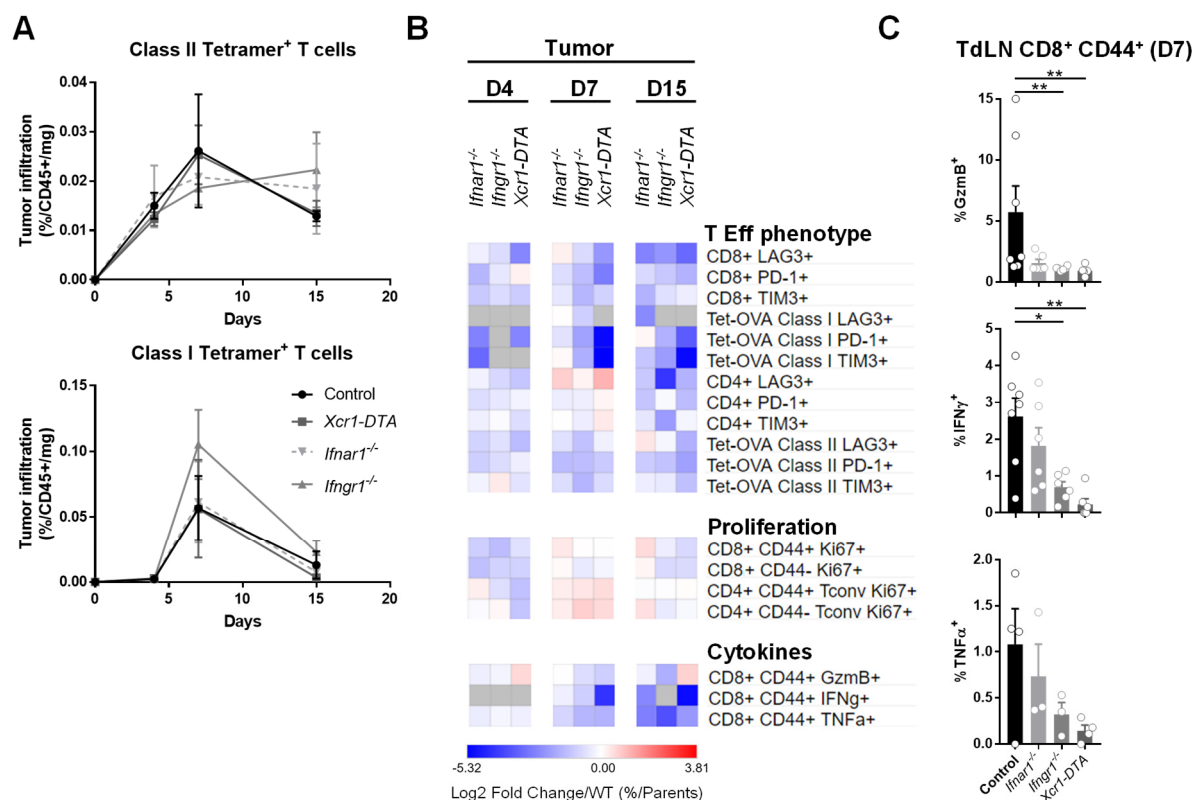 A
Class II Tetramer+ T cells
Tumor infiltration
(%/CD45+/mg)
0.04
0.03
0.02
0.01
0.00
0 5 10 15 20
Days
Class I Tetramer+ T cells
Tumor infiltration
(%/CD45+/mg)
0.15
0.10
0.05
0.00
0 5 10 15 20
Days
Control
Xcr1-DTA
Ifnar1-/-
Ifngr1-/-
B
Tumor
D4 D7 D15
Ifnar1-/- Ifngr1-/- Xcr1-DTA Ifnar1-/- Ifngr1-/- Xcr1-DTA Ifnar1-/- Ifngr1-/- Xcr1-DTA
T Eff phenotype
CD8+ LAG3+
CD8+ PD-1+
CD8+ TIM3+
Tet-OVA Class I LAG3+
Tet-OVA Class I PD-1+
Tet-OVA Class I TIM3+
CD4+ LAG3+
CD4+ PD-1+
CD4+ TIM3+
Tet-OVA Class II LAG3+
Tet-OVA Class II PD-1+
Tet-OVA Class II TIM3+
Proliferation
CD8+ CD44+ Ki67+
CD8+ CD44- Ki67+
CD4+ CD44+ Tconv Ki67+
CD4+ CD44- Tconv Ki67+
Cytokines
CD8+ CD44+ GzmB+
CD8+ CD44+ IFNg+
CD8+ CD44+ TNFa+
-5.32 0.00 3.81
Log2 Fold Change/WT (%/Parents)
C
TdLN CD8+ CD44+ (D7)
**
**
%GzmB+
15
10
5
0
**
*
%IFNγ+
6
4
2
0
%TNFα+
2.0
1.5
1.0
0.5
0.0
Control Ifnar1-/- Ifngr1-/- Xcr1-DTA